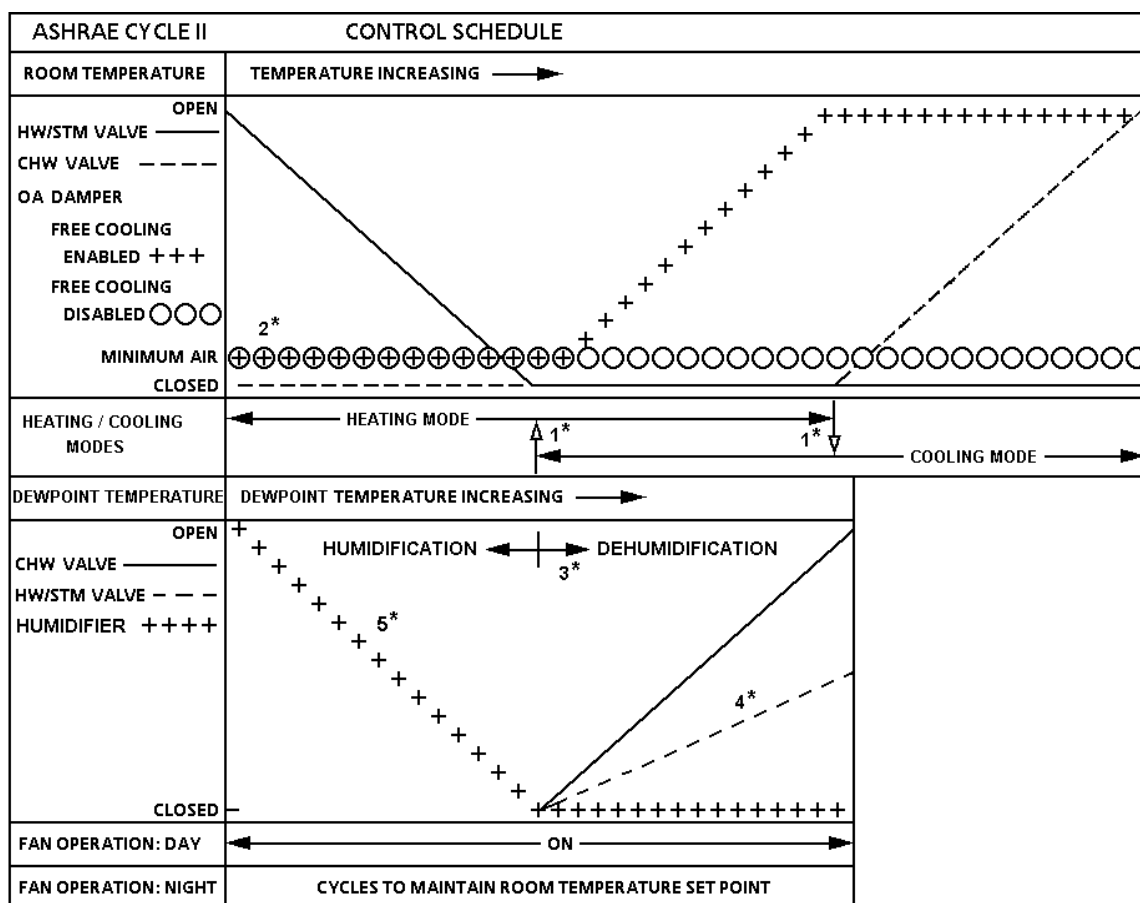 ASHRAE CYCLE II CONTROL SCHEDULE
ROOM TEMPERATURE TEMPERATURE INCREASING
OPEN
HW/STM VALVE
CHW VALVE
OA DAMPER
FREE COOLING
ENABLED +++
FREE COOLING
DISABLED
2*
MINIMUM AIR
CLOSED
HEATING / COOLING
MODES
HEATING MODE
1*
1*
COOLING MODE
DEWPOINT TEMPERATURE DEWPOINT TEMPERATURE INCREASING
OPEN
HUMIDIFICATION DEHUMIDIFICATION
3*
CHW VALVE
HW/STM VALVE
HUMIDIFIER ++++
5*
4*
CLOSED
FAN OPERATION: DAY ON
FAN OPERATION: NIGHT CYCLES TO MAINTAIN ROOM TEMPERATURE SET POINT